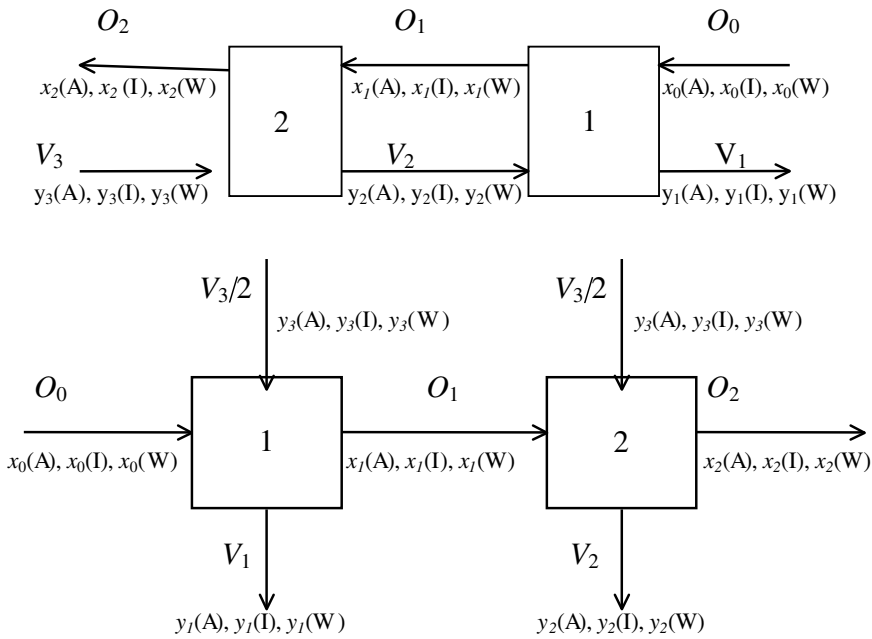 O₂ O₁ O₀
x₂(A), x₂ (I), x₂(W) x₁(A), x₁(I), x₁(W) x₀(A), x₀(I), x₀(W)
2 1
V₃ V₂ V₁
y₃(A), y₃(I), y₃(W) y₂(A), y₂(I), y₂(W) y₁(A), y₁(I), y₁(W)
V₃/2 V₃/2
y₃(A), y₃(I), y₃(W) y₃(A), y₃(I), y₃(W)
O₀ O₁ O₂
1 2
x₀(A), x₀(I), x₀(W) x₁(A), x₁(I), x₁(W) x₂(A), x₂(I), x₂(W)
V₁ V₂
y₁(A), y₁(I), y₁(W) y₂(A), y₂(I), y₂(W)